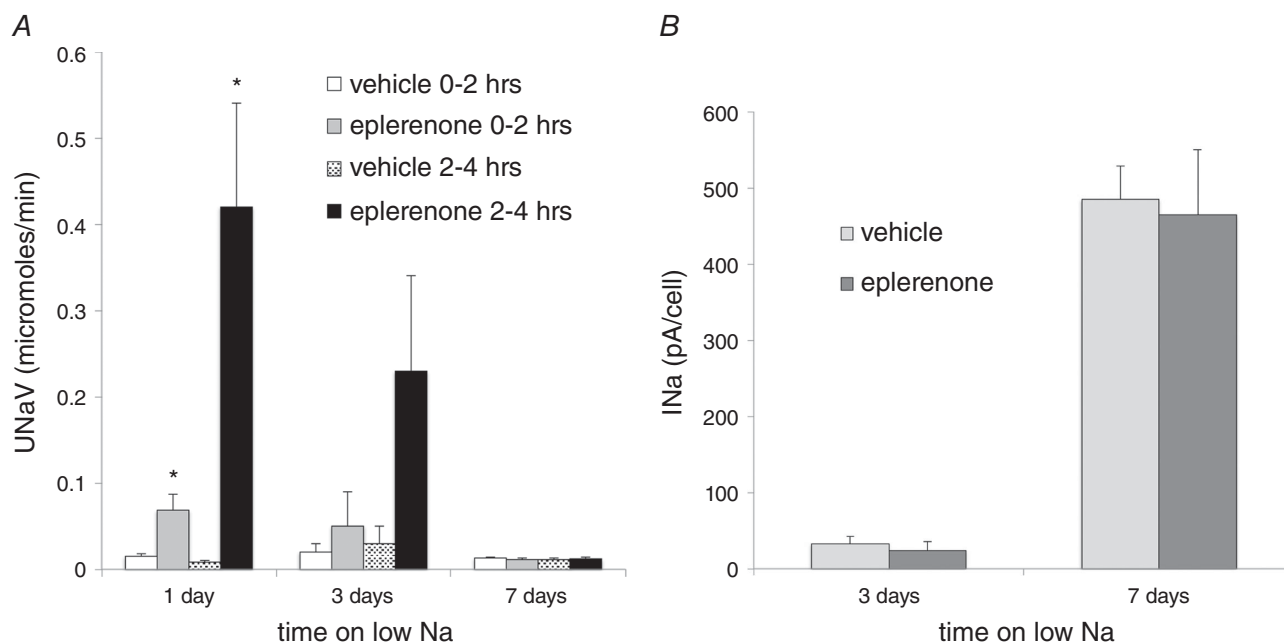 A
0.6
0.5
0.4
0.3
0.2
0.1
0
UNaV (micromoles/min)
*
*
vehicle 0-2 hrs
eplerenone 0-2 hrs
vehicle 2-4 hrs
eplerenone 2-4 hrs
1 day
3 days
7 days
time on low Na
B
600
500
400
300
200
100
0
INa (pA/cell)
vehicle
eplerenone
3 days
7 days
time on low Na